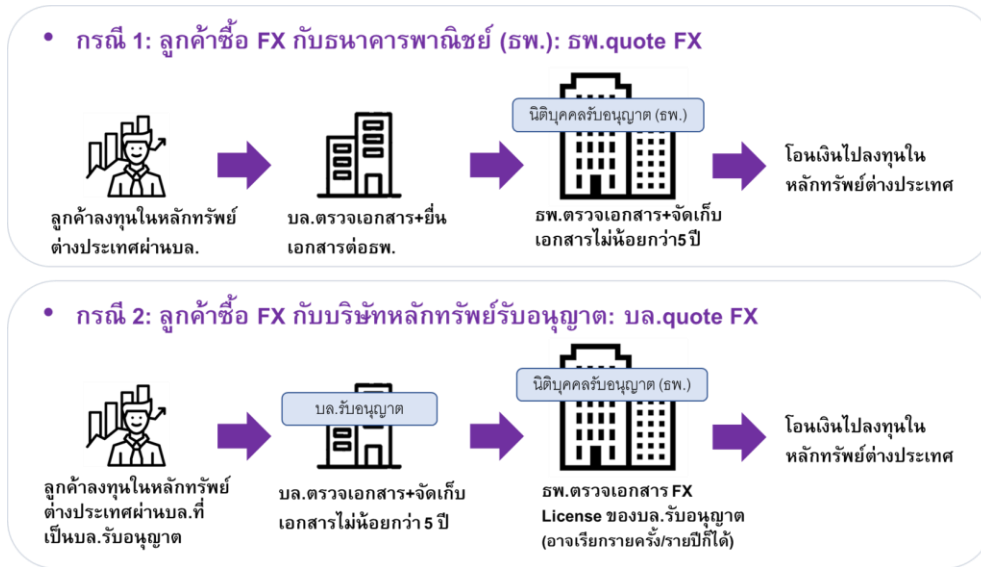 • กรณี 1: ลูกค้าซื้อ FX กับธนาคารพาณิชย์ (ธพ.): ธพ.quote FX
นิติบุคคลรับอนุญาต (ธพ.)
ลูกค้าลงทุนในหลักทรัพย์
ต่างประเทศผ่านบล.
บล.ตรวจเอกสาร+ยื่น
เอกสารต่อธพ.
ธพ.ตรวจเอกสาร+จัดเก็บ
เอกสารไม่น้อยกว่า5 ปี
โอนเงินไปลงทุนใน
หลักทรัพย์ต่างประเทศ
• กรณี 2: ลูกค้าซื้อ FX กับบริษัทหลักทรัพย์รับอนุญาต: บล.quote FX
บล.รับอนุญาต
นิติบุคคลรับอนุญาต (ธพ.)
ลูกค้าลงทุนในหลักทรัพย์
ต่างประเทศผ่านบล.ที่
เป็นบล.รับอนุญาต
บล.ตรวจเอกสาร+จัดเก็บ
เอกสารไม่น้อยกว่า 5 ปี
ธพ.ตรวจเอกสาร FX
License ของบล.รับอนุญาต
(อาจเรียกรายครั้ง/รายปีก็ได้)
โอนเงินไปลงทุนใน
หลักทรัพย์ต่างประเทศ